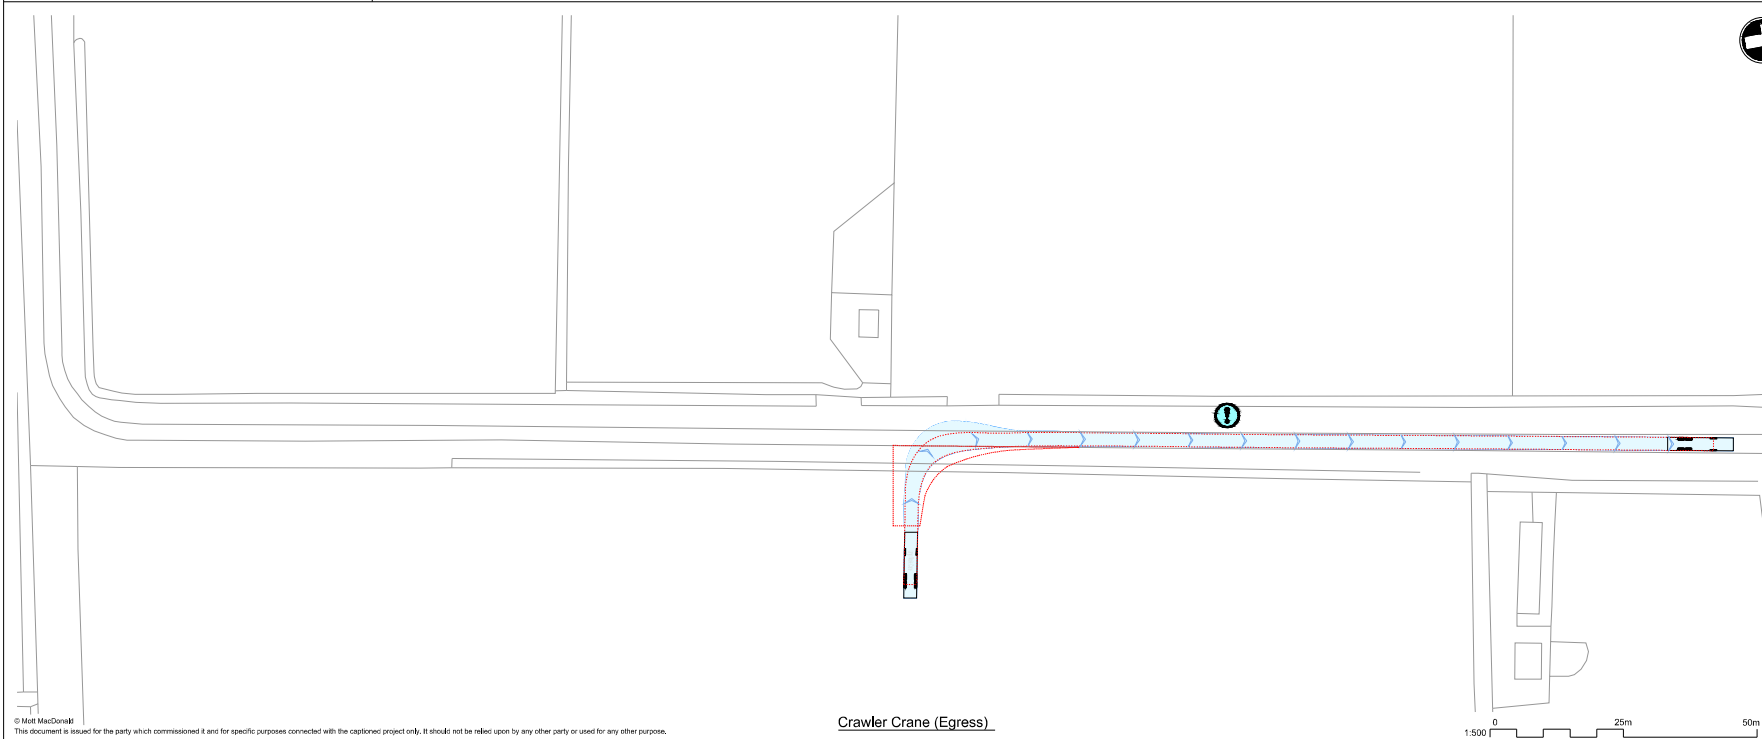 © Mott MacDonald
This document is issued for the party which commissioned it and for specific purposes connected with the captioned project only. It should not be relied upon by any other party or used for any other purpose.
Crawler Crane (Egress)
0 25m 50m
1:500